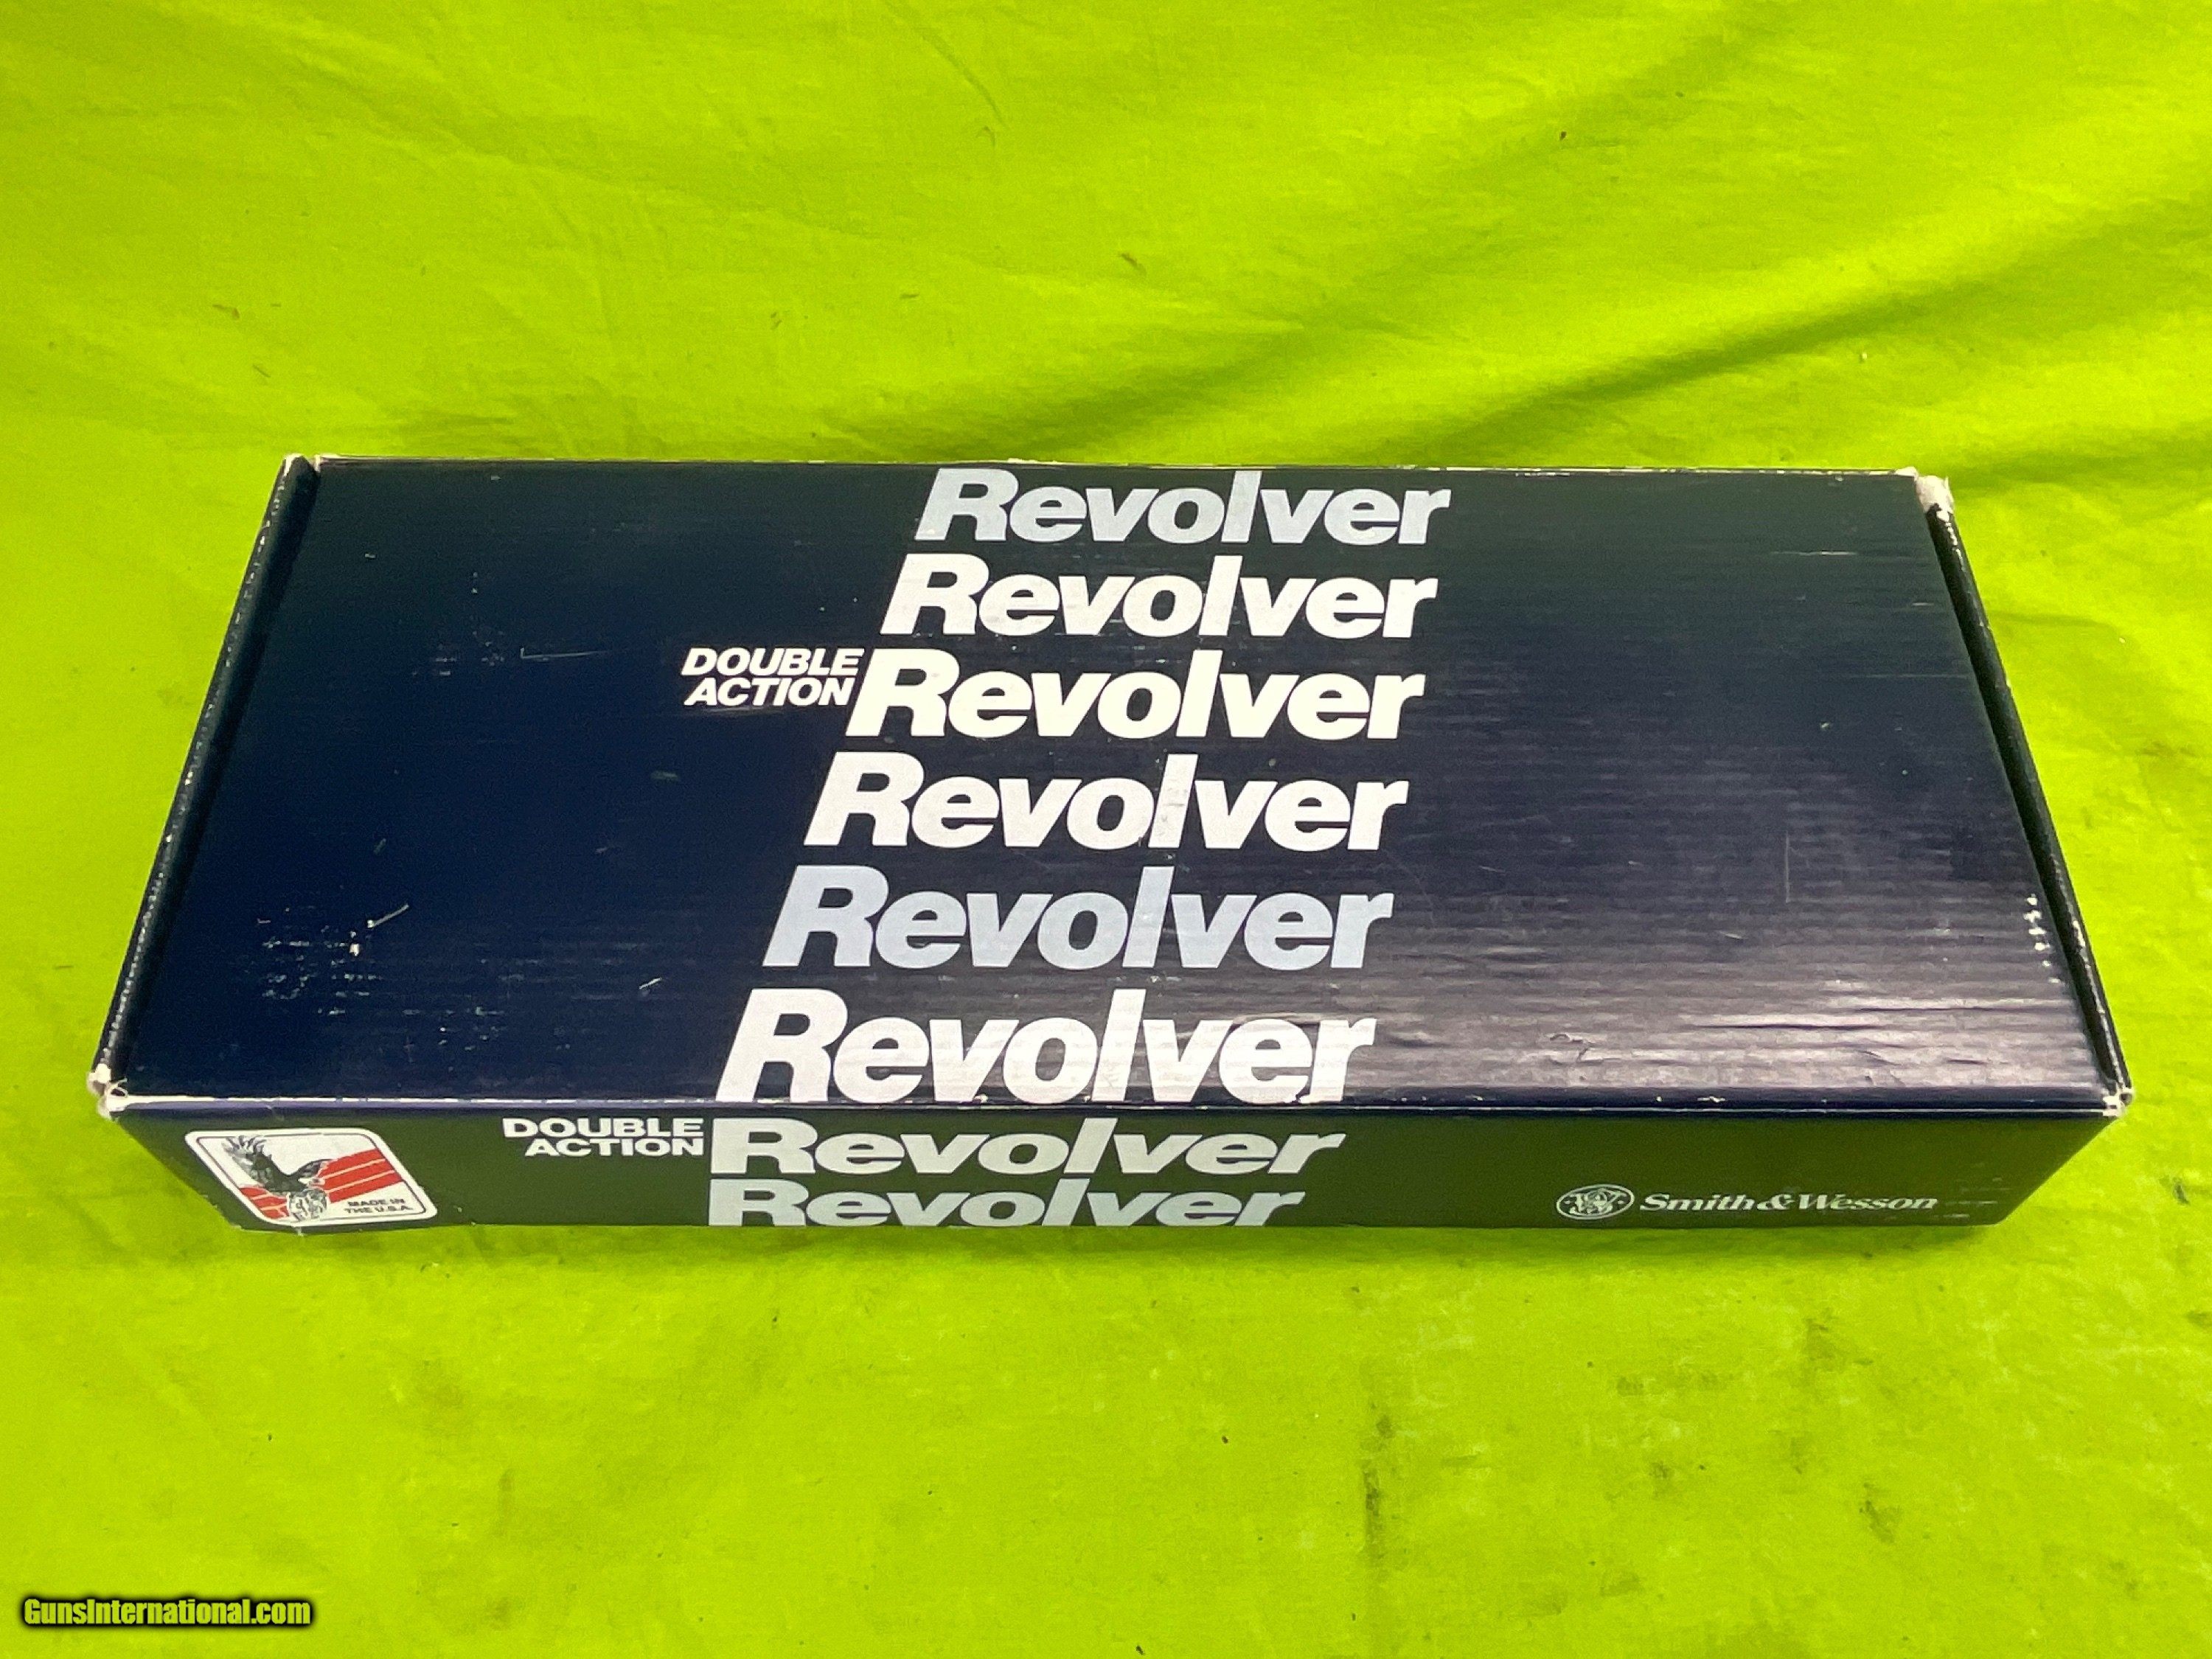 Revolver
Revolver
DOUBLE
ACTION Revolver
Revolver
Revolver
Revolver
DOUBLE
ACTION Revolver
Revolver
MADE IN
THE U.S.A.
Smith & Wesson
GunsInternational.com